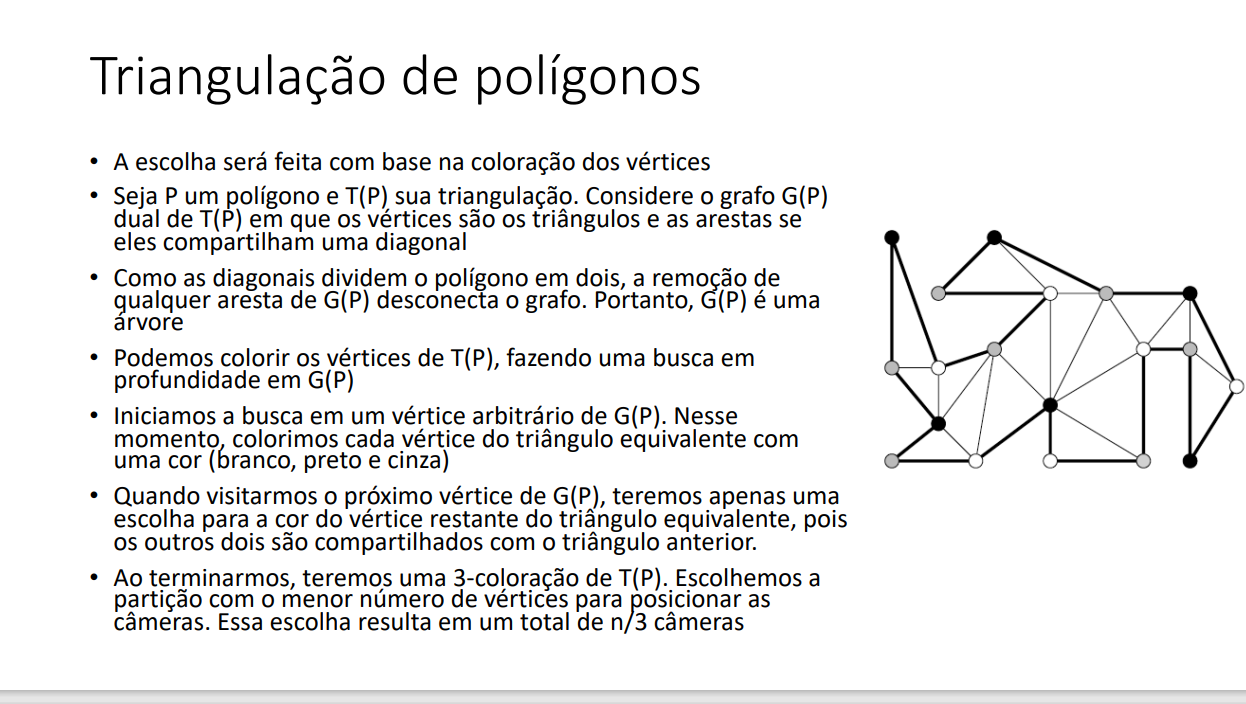 Triangulação de polígonos
• A escolha será feita com base na coloração dos vértices
• Seja P um polígono e T(P) sua triangulação. Considere o grafo G(P)
dual de T(P) em que os vértices são os triângulos e as arestas se
eles compartilham uma diagonal
• Como as diagonais dividem o polígono em dois, a remoção de
qualquer aresta de G(P) desconecta o grafo. Portanto, G(P) é uma
árvore
• Podemos colorir os vértices de T(P), fazendo uma busca em
profundidade em G(P)
• Iniciamos a busca em um vértice arbitrário de G(P). Nesse
momento, colorimos cada vértice do triângulo equivalente com
uma cor (branco, preto e cinza)
• Quando visitarmos o próximo vértice de G(P), teremos apenas uma
escolha para a cor do vértice restante do triângulo equivalente, pois
os outros dois são compartilhados com o triângulo anterior.
• Ao terminarmos, teremos uma 3-coloração de T(P). Escolhemos a
partição com o menor número de vértices para posicionar as
câmeras. Essa escolha resulta em um total de n/3 câmeras